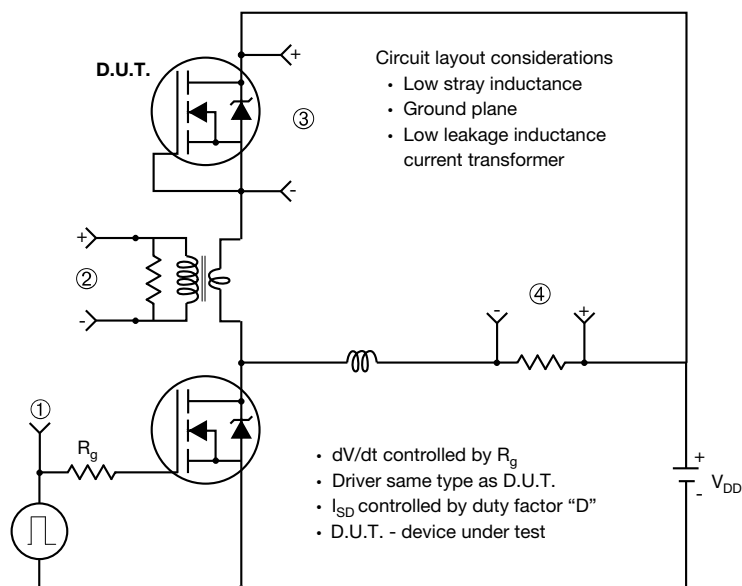 D.U.T.
+
Circuit layout considerations
• Low stray inductance
• Ground plane
• Low leakage inductance
current transformer
③
-
+
②
-
④
-
+
①
Rg
• dV/dt controlled by Rg
• Driver same type as D.U.T.
• ISD controlled by duty factor “D”
• D.U.T. - device under test
+
VDD
-